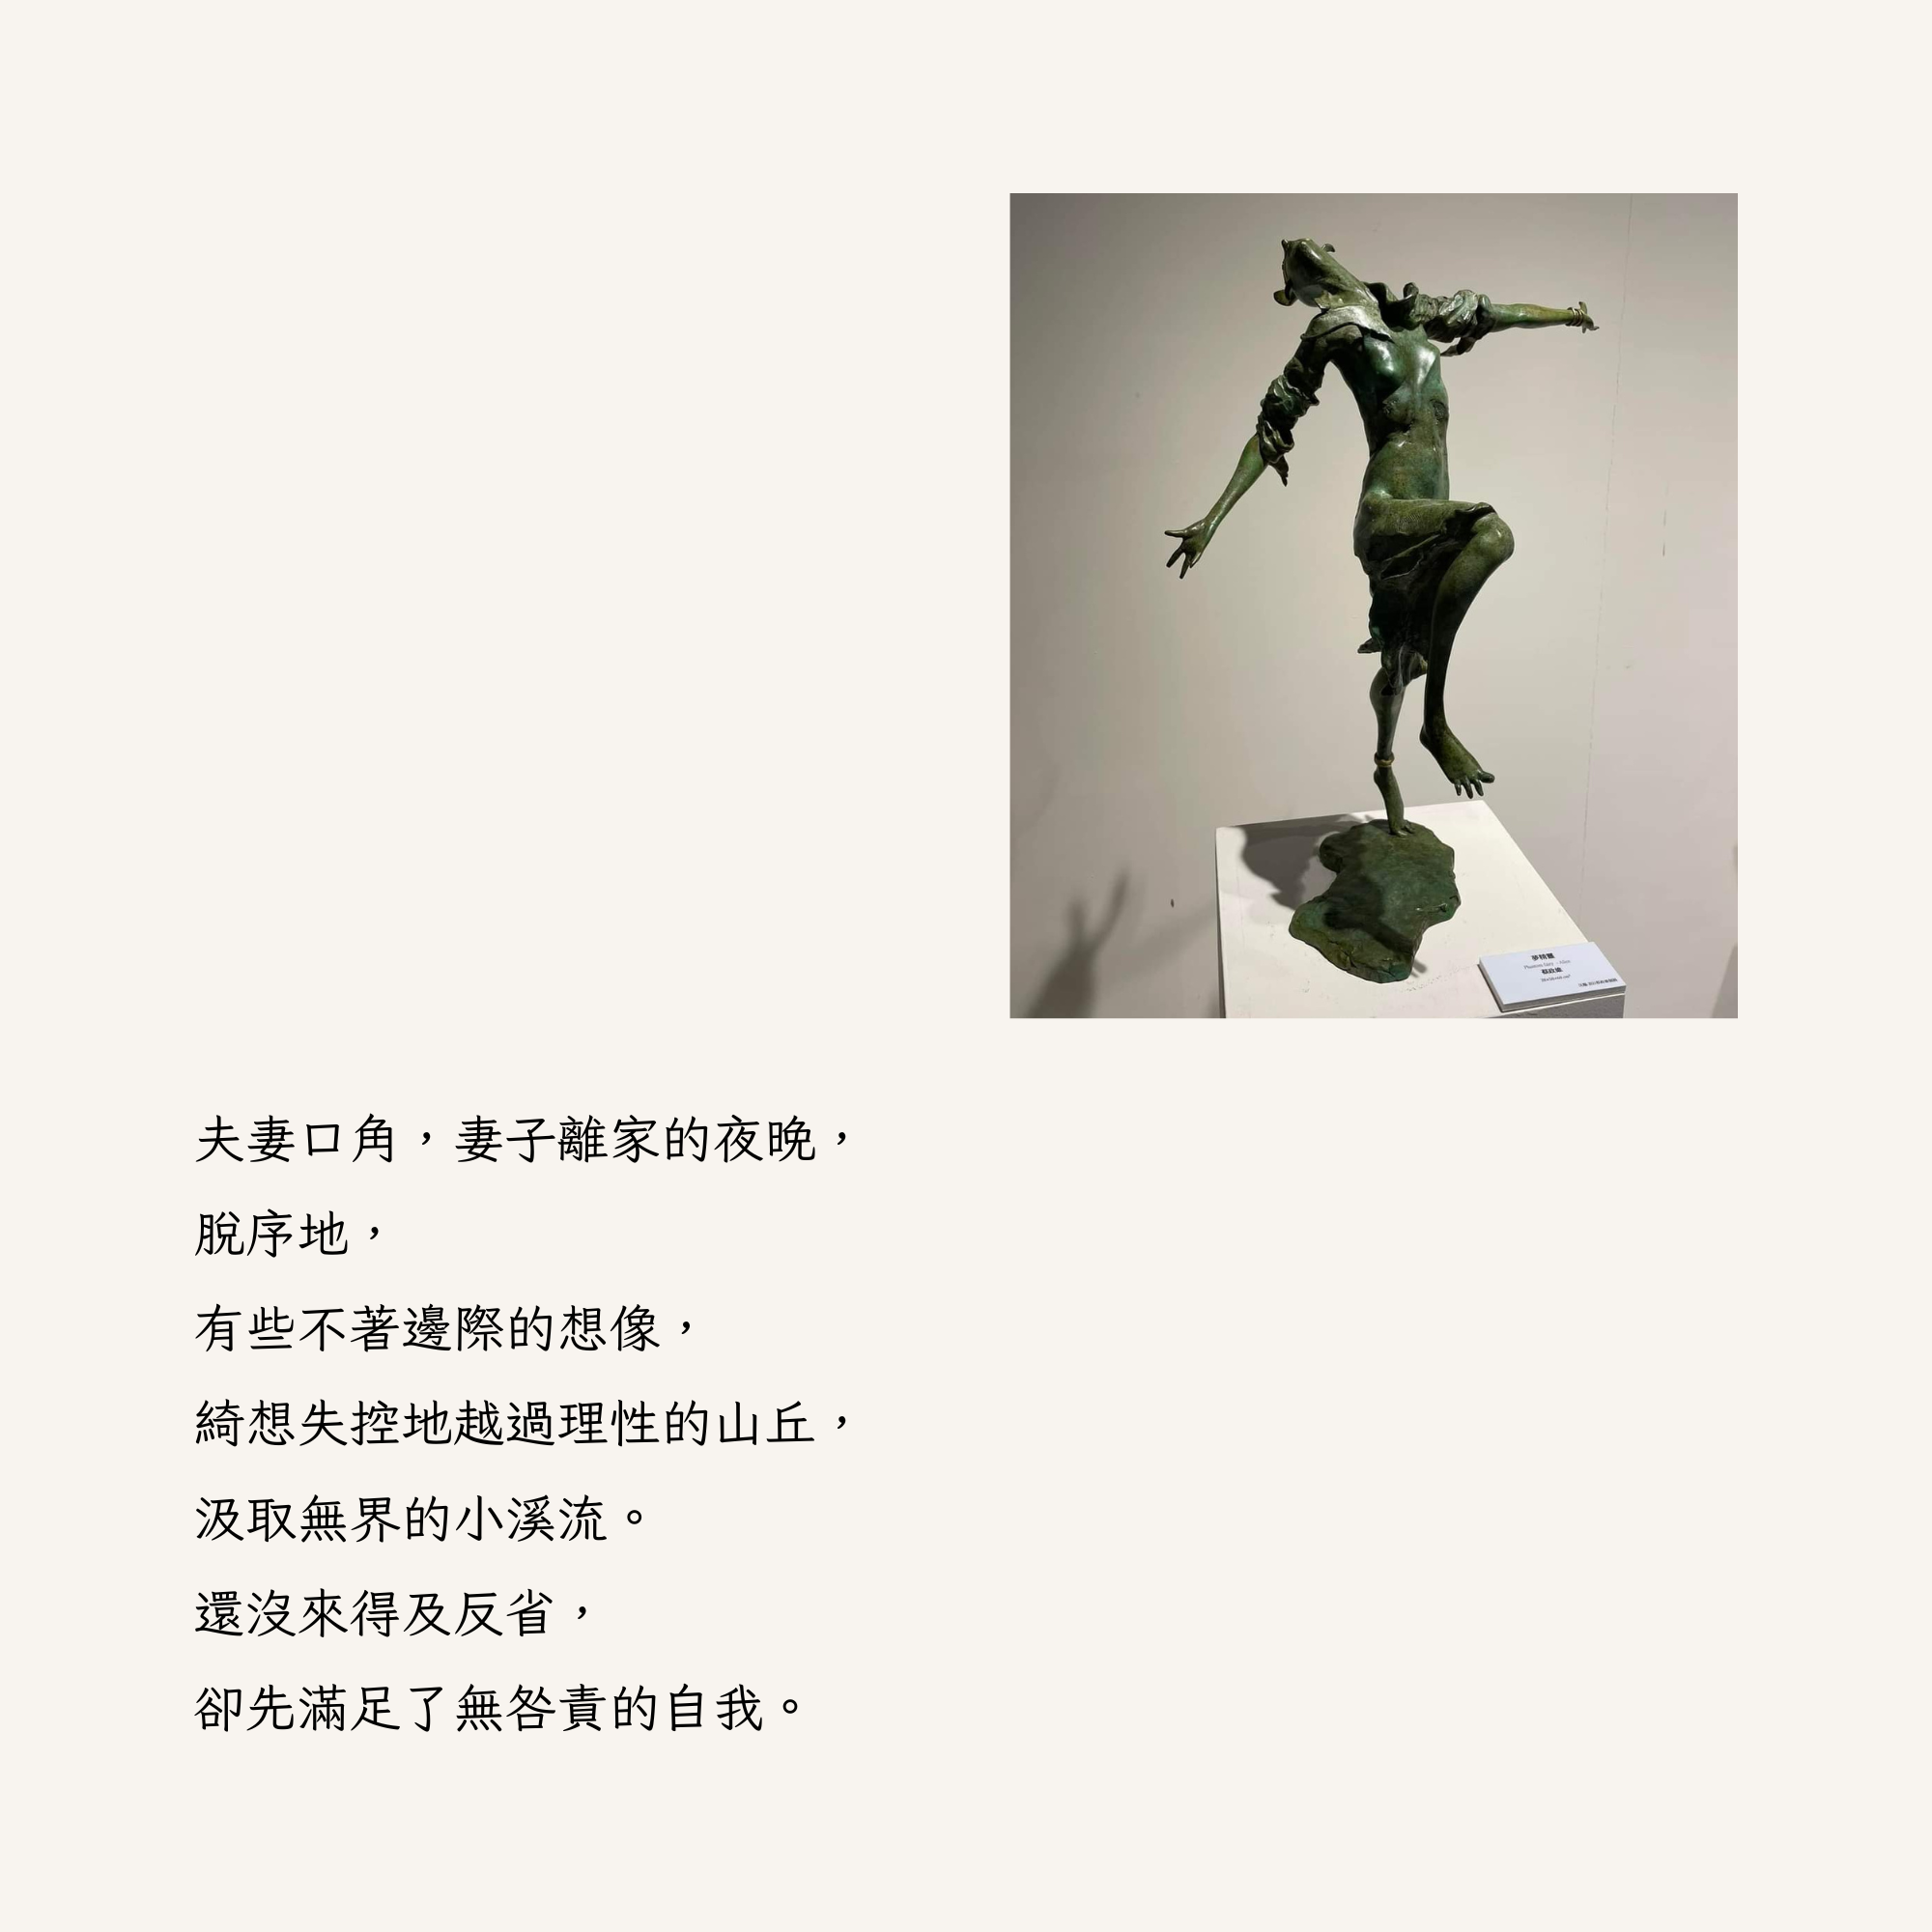 夫妻口角，妻子離家的夜晚，
脫序地，
有些不著邊際的想像，
綺想失控地越過理性的山丘，
汲取無界的小溪流。
還沒來得及反省，
卻先滿足了無咎責的自我。